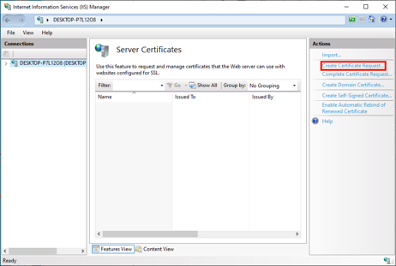 Internet Information Services (IIS) Manager
DESKTOP-P7L12O8
File View Help
Connections
DESKTOP-P7L12O8 (DESKTOP
Server Certificates
Use this feature to request and manage certificates that the Web server can use with
websites configured for SSL.
Filter: Go Show All Group by: No Grouping
Name Issued To Issued By
Features View Content View
Actions
Import...
Create Certificate Request...
Complete Certificate Request...
Create Domain Certificate...
Create Self-Signed Certificate...
Enable Automatic Rebind of
Renewed Certificate
Help
Ready